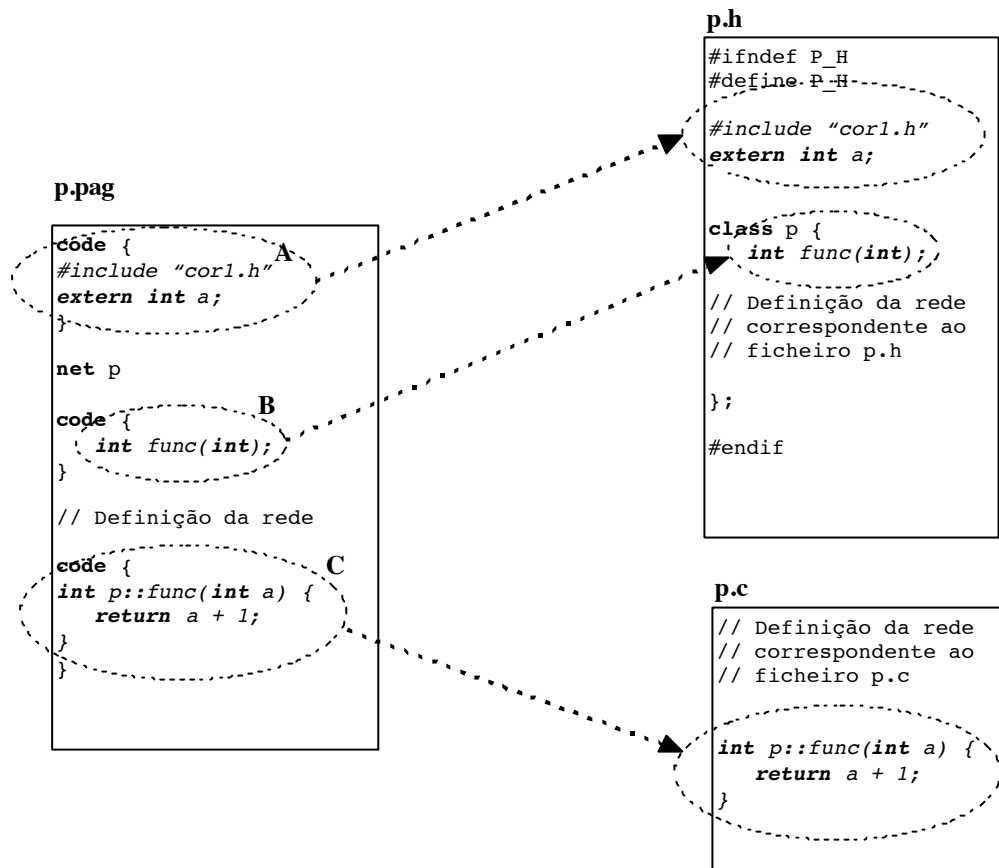 p.h
#ifndef P_H
#define P_H
#include “cor1.h”
extern int a;
class p {
int func(int);
// Definição da rede
// correspondente ao
// ficheiro p.h
};
#endif
p.pag
code {
A
#include “cor1.h”
extern int a;
}
net p
B
code {
int func(int);
}
// Definição da rede
code {
C
int p::func(int a) {
return a + 1;
}
}
p.c
// Definição da rede
// correspondente ao
// ficheiro p.c
int p::func(int a) {
return a + 1;
}